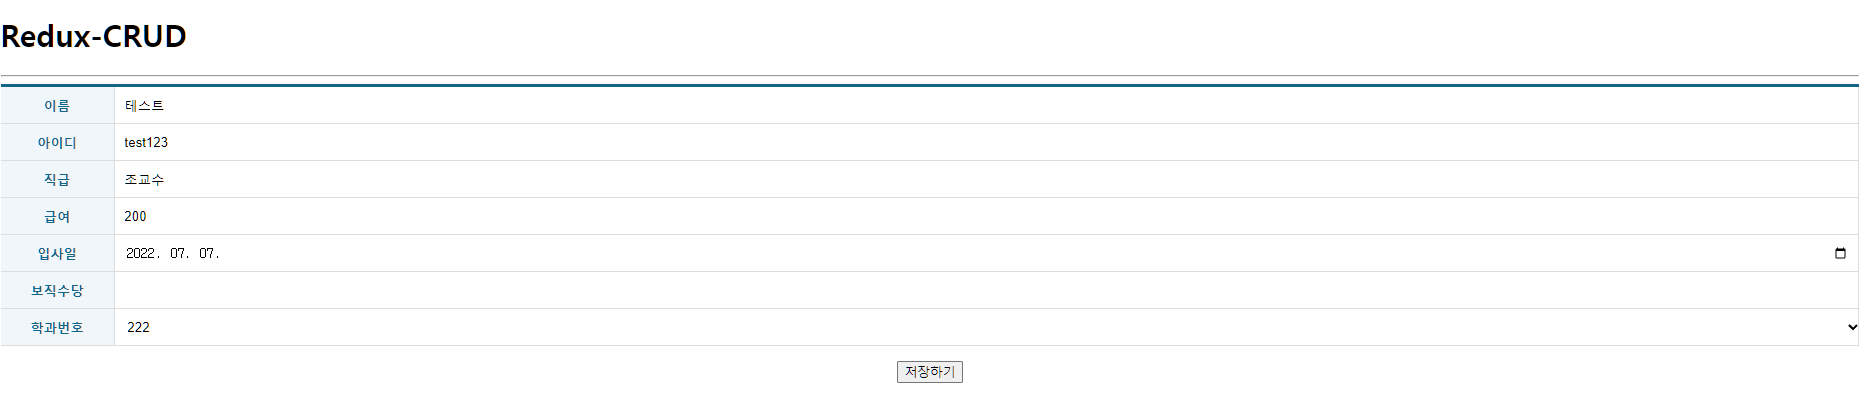 Redux-CRUD
이름 테스트
아이디 test123
직급 조교수
급여 200
입사일 2022. 07. 07.
보직수당
학과번호 222
저장하기